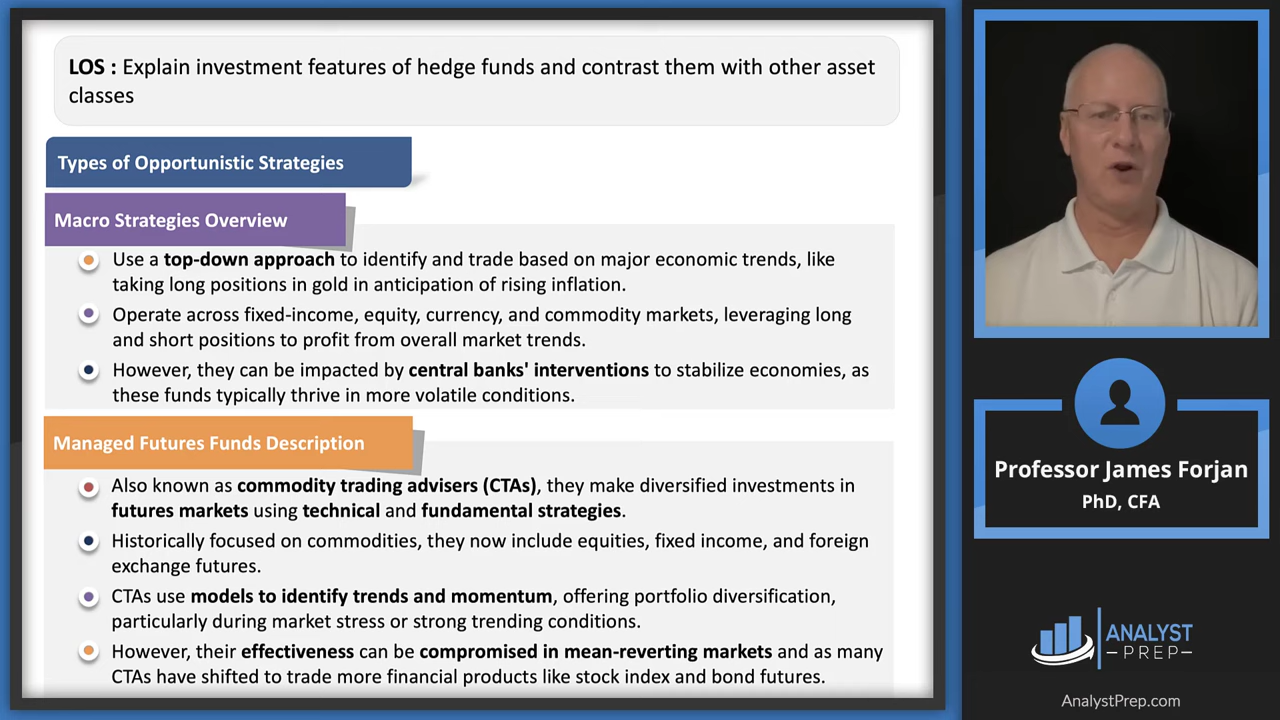 LOS : Explain investment features of hedge funds and contrast them with other asset
classes
Types of Opportunistic Strategies
Macro Strategies Overview
Use a top-down approach to identify and trade based on major economic trends, like
taking long positions in gold in anticipation of rising inflation.
Operate across fixed-income, equity, currency, and commodity markets, leveraging long
and short positions to profit from overall market trends.
However, they can be impacted by central banks' interventions to stabilize economies, as
these funds typically thrive in more volatile conditions.
Managed Futures Funds Description
Also known as commodity trading advisers (CTAs), they make diversified investments in
futures markets using technical and fundamental strategies.
Historically focused on commodities, they now include equities, fixed income, and foreign
exchange futures.
CTAs use models to identify trends and momentum, offering portfolio diversification,
particularly during market stress or strong trending conditions.
However, their effectiveness can be compromised in mean-reverting markets and as many
CTAs have shifted to trade more financial products like stock index and bond futures.
Professor James Forjan
PhD, CFA
ANALYST
PREP
AnalystPrep.com